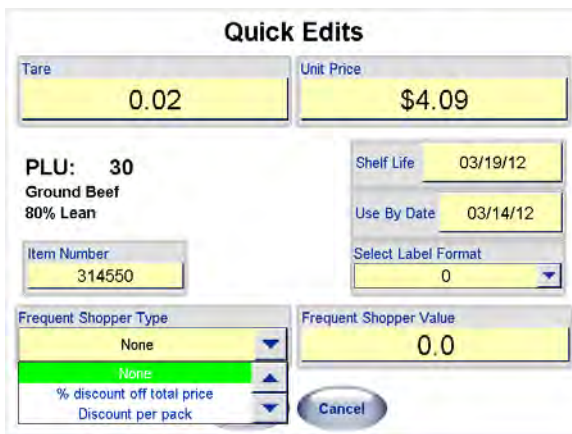 Quick Edits
Tare
Unit Price
0.02
$4.09
PLU: 30
Ground Beef
80% Lean
Shelf Life
03/19/12
Use By Date
03/14/12
Item Number
314550
Select Label Format
0
Frequent Shopper Type
None
Frequent Shopper Value
0.0
None
% discount off total price
Discount per pack
Cancel